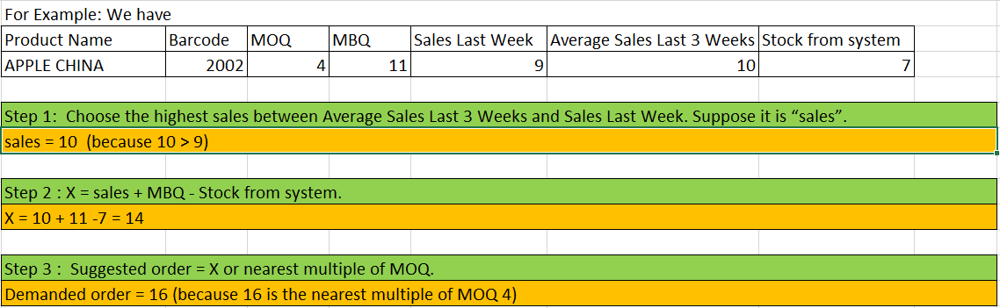 For Example: We have
Product Name Barcode MOQ MBQ Sales Last Week Average Sales Last 3 Weeks Stock from system
APPLE CHINA 2002 4 11 9 10 7
Step 1:  Choose the highest sales between Average Sales Last 3 Weeks and Sales Last Week. Suppose it is “sales”.
sales = 10  (because 10 > 9)
Step 2 : X = sales + MBQ - Stock from system.
X = 10 + 11 -7 = 14
Step 3 :  Suggested order = X or nearest multiple of MOQ.
Demanded order = 16 (because 16 is the nearest multiple of MOQ 4)